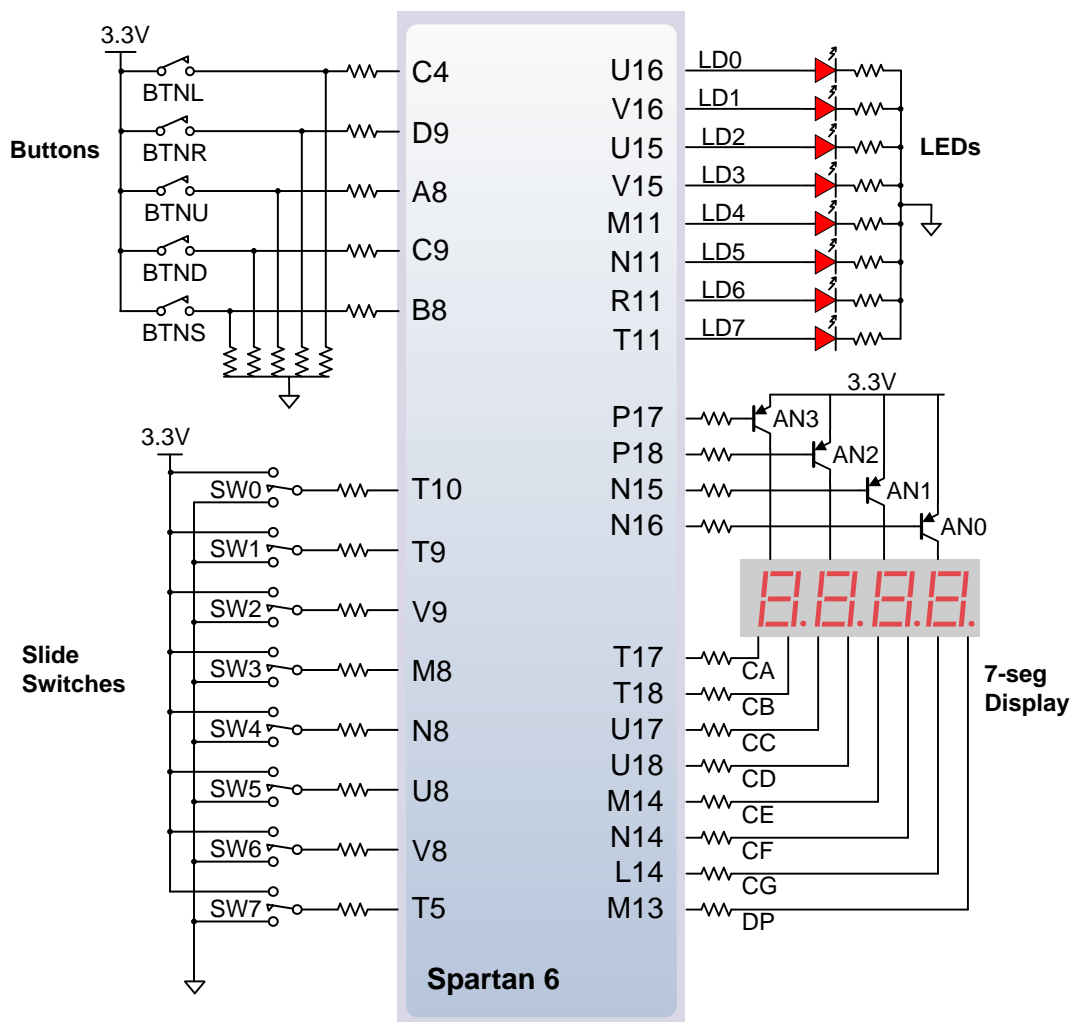 3.3V
Buttons
BTNL
BTNR
BTNU
BTND
BTNS
C4
D9
A8
C9
B8
3.3V
Slide
Switches
SW0
SW1
SW2
SW3
SW4
SW5
SW6
SW7
T10
T9
V9
M8
N8
U8
V8
T5
Spartan 6
U16
V16
U15
V15
M11
N11
R11
T11
LD0
LD1
LD2
LD3
LD4
LD5
LD6
LD7
LEDs
3.3V
P17
P18
N15
N16
AN3
AN2
AN1
AN0
T17
T18
U17
U18
M14
N14
L14
M13
CA
CB
CC
CD
CE
CF
CG
DP
7-seg
Display